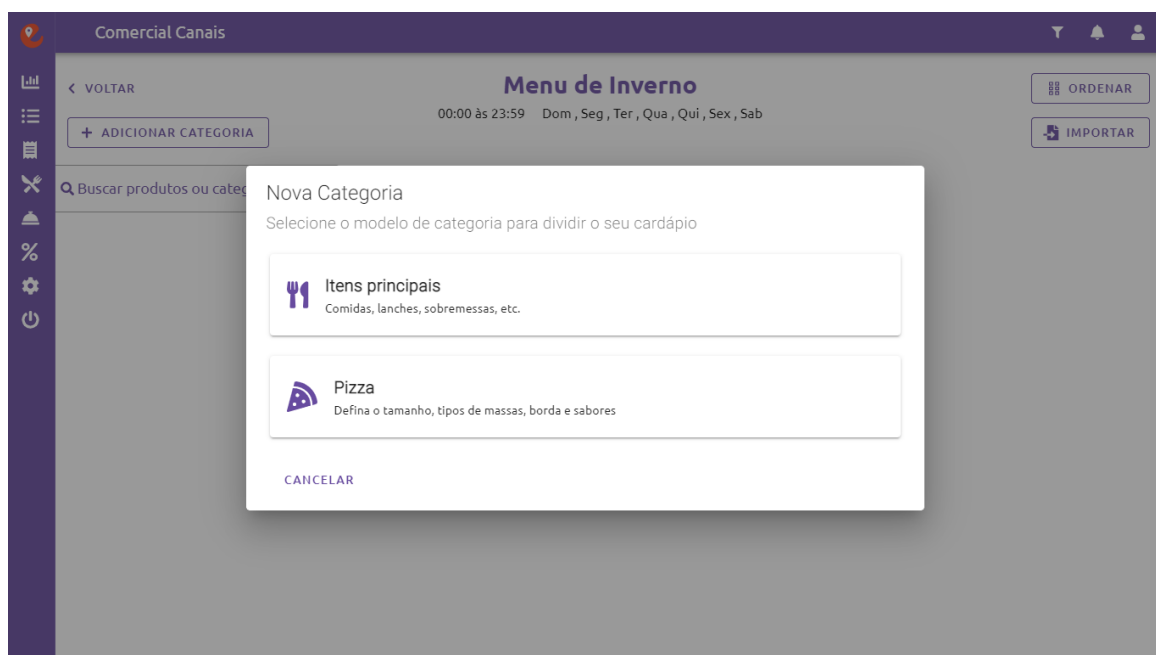 Comercial Canais
VOLTAR
Menu de Inverno
ORDENAR
00:00 às 23:59 Dom , Seg , Ter , Qua , Qui , Sex , Sab
+ ADICIONAR CATEGORIA
IMPORTAR
Buscar produtos ou categ
Nova Categoria
Selecione o modelo de categoria para dividir o seu cardápio
Itens principais
Comidas, lanches, sobremessas, etc.
Pizza
Defina o tamanho, tipos de massas, borda e sabores
CANCELAR